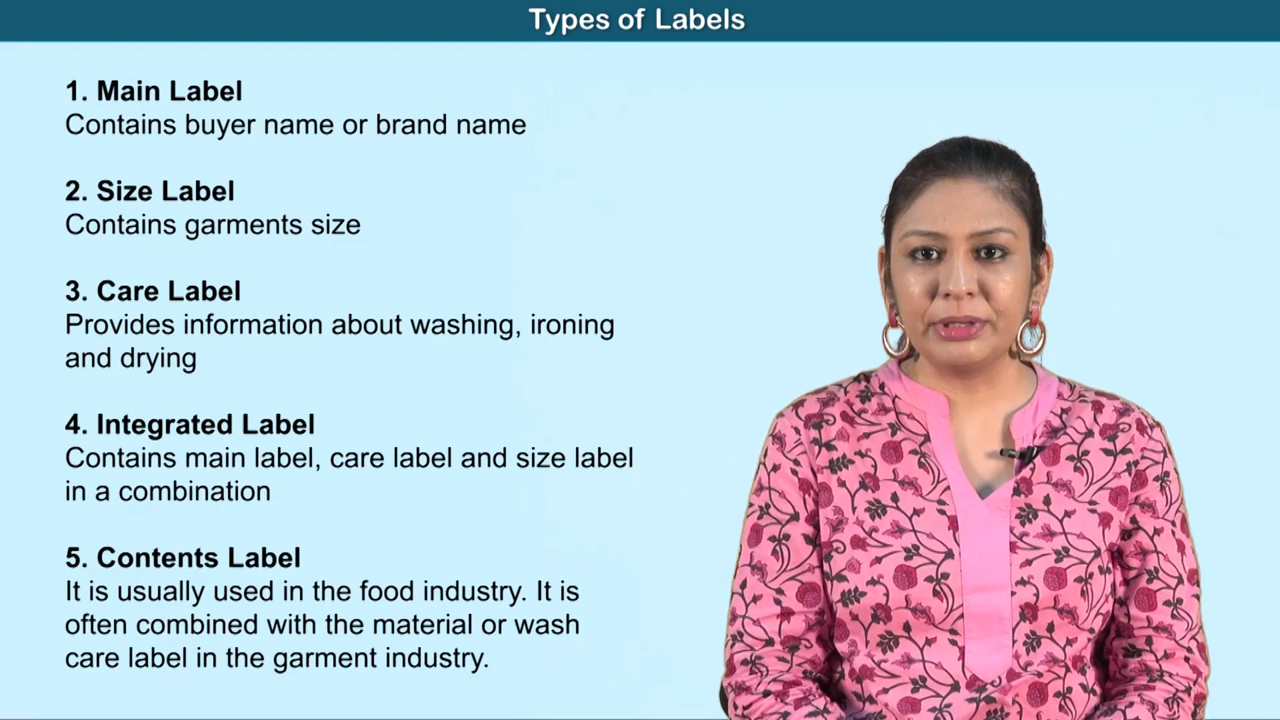 Types of Labels
1. Main Label
Contains buyer name or brand name
2. Size Label
Contains garments size
3. Care Label
Provides information about washing, ironing
and drying
4. Integrated Label
Contains main label, care label and size label
in a combination
5. Contents Label
It is usually used in the food industry. It is
often combined with the material or wash
care label in the garment industry.